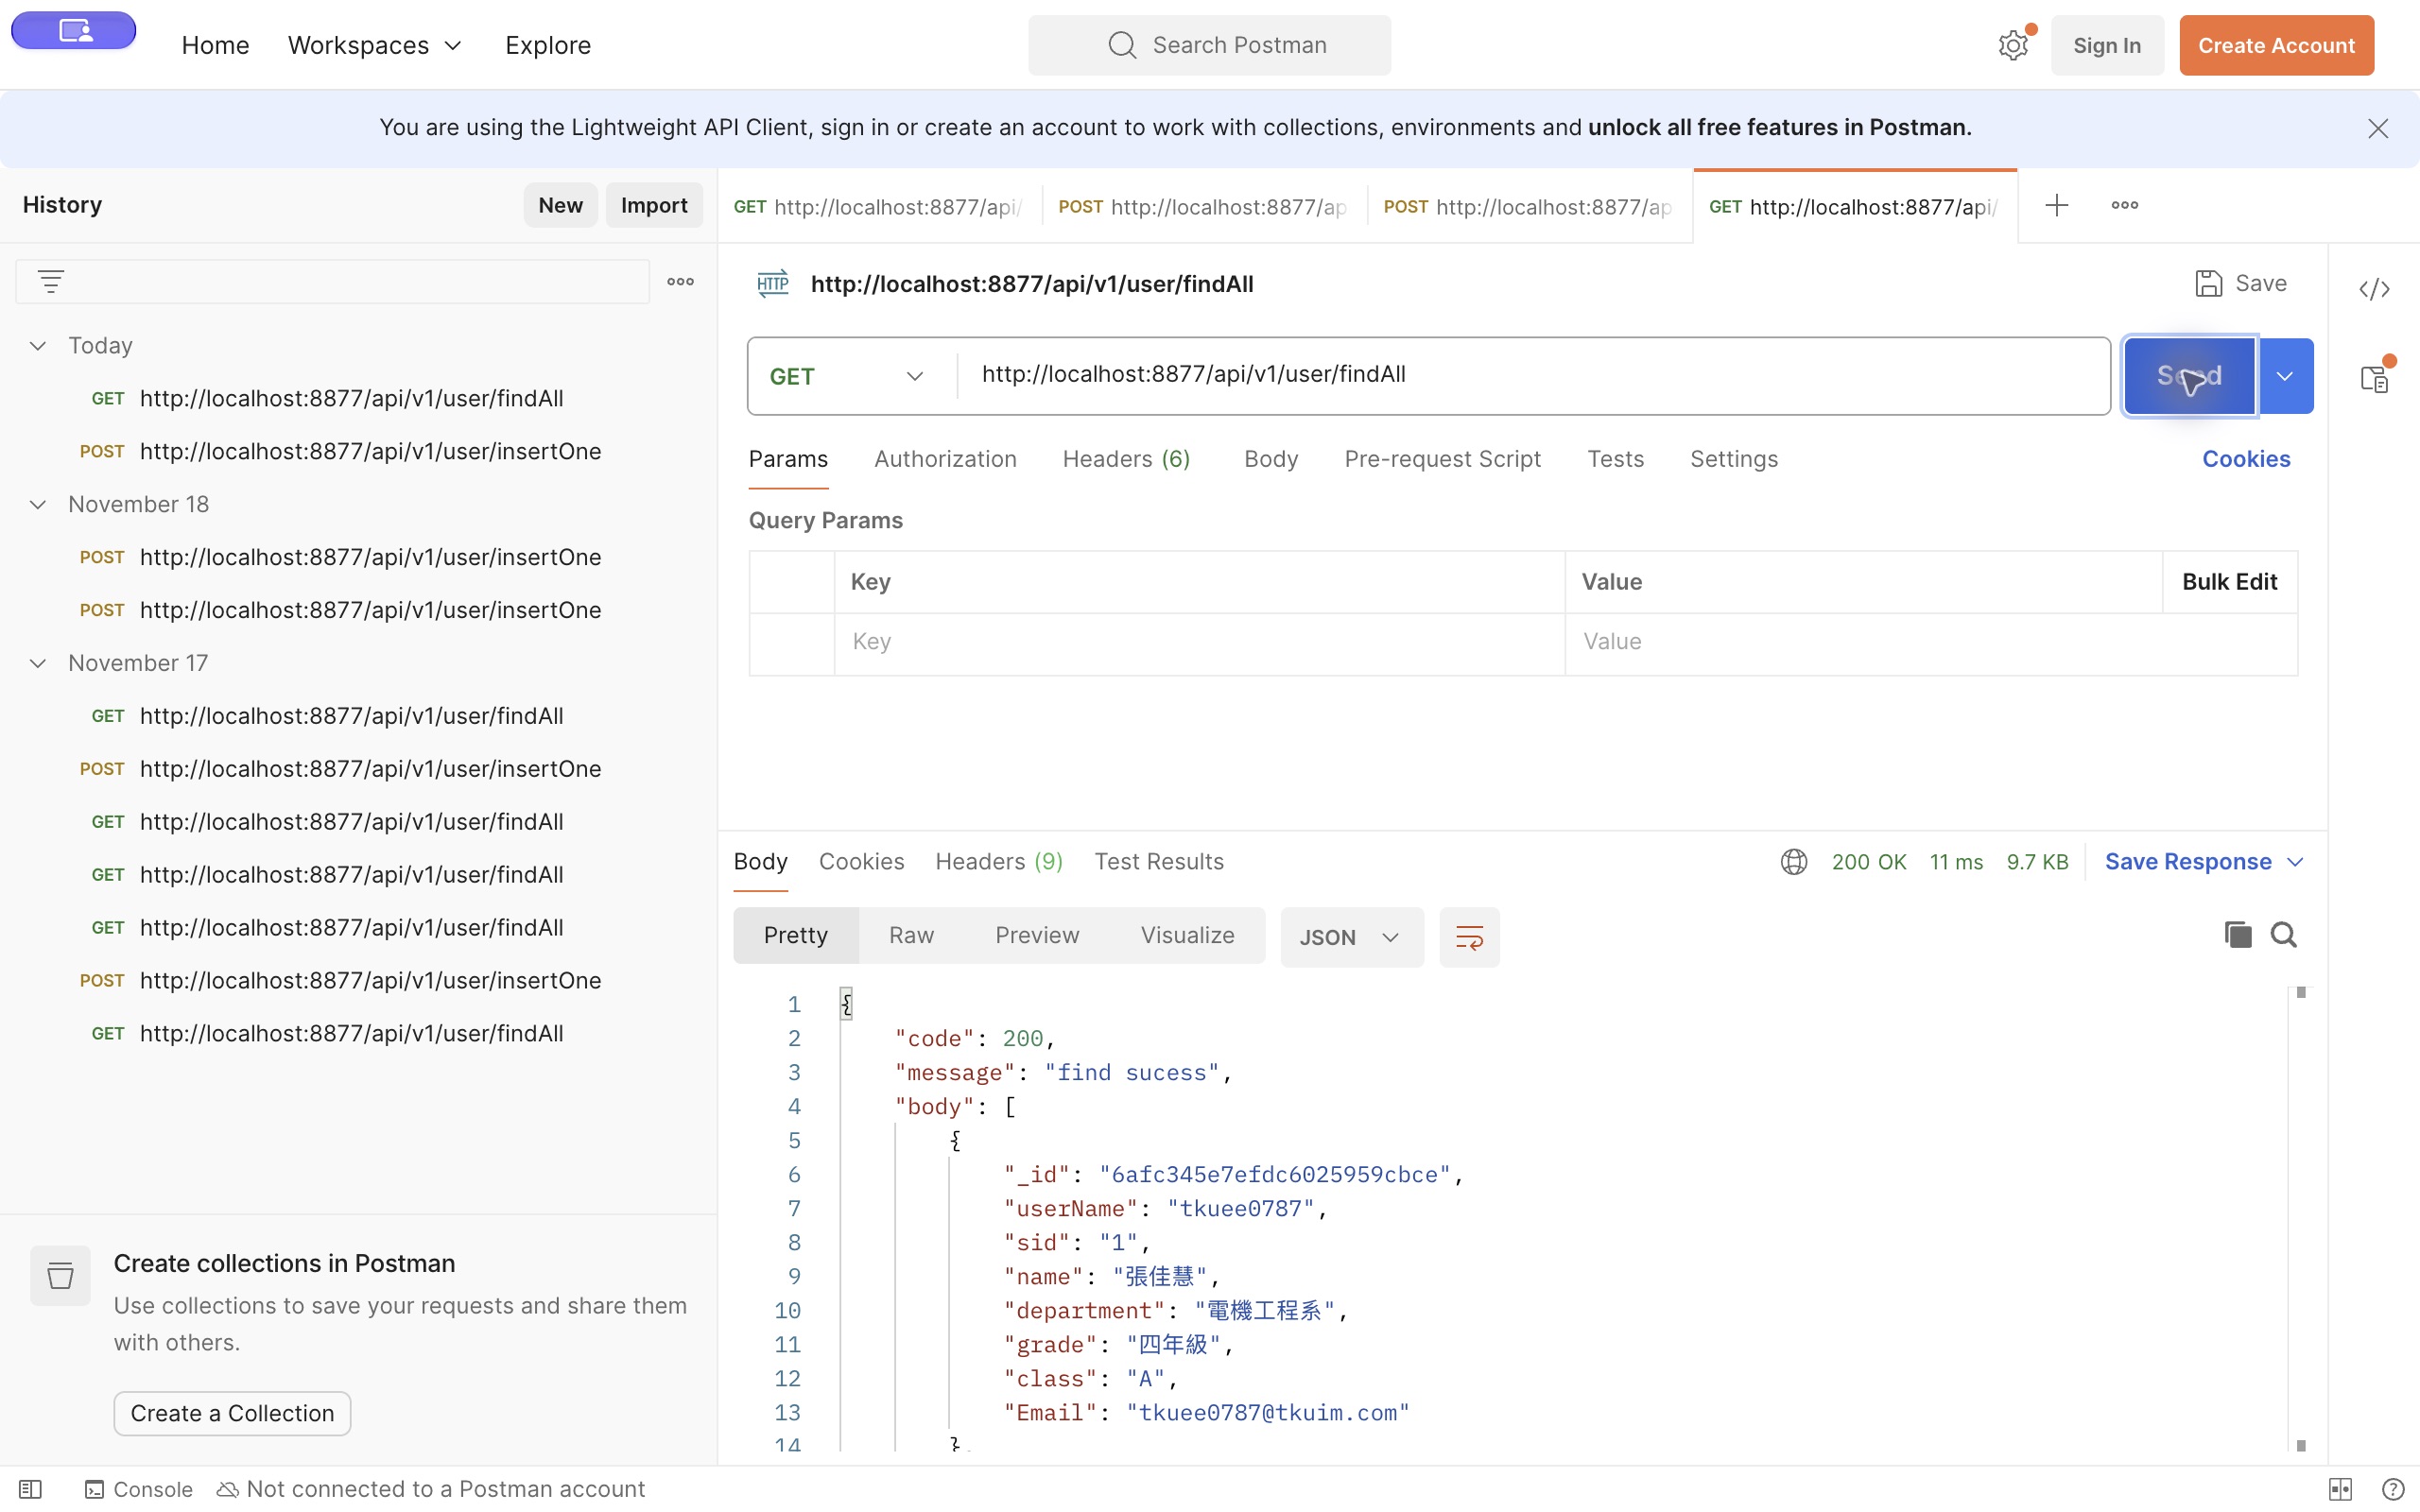 Home Workspaces Explore Search Postman Sign In Create Account
You are using the Lightweight API Client, sign in or create an account to work with collections, environments and unlock all free features in Postman.
History New Import
Today
GET http://localhost:8877/api/v1/user/findAll
POST http://localhost:8877/api/v1/user/insertOne
November 18
POST http://localhost:8877/api/v1/user/insertOne
POST http://localhost:8877/api/v1/user/insertOne
November 17
GET http://localhost:8877/api/v1/user/findAll
POST http://localhost:8877/api/v1/user/insertOne
GET http://localhost:8877/api/v1/user/findAll
GET http://localhost:8877/api/v1/user/findAll
GET http://localhost:8877/api/v1/user/findAll
POST http://localhost:8877/api/v1/user/insertOne
GET http://localhost:8877/api/v1/user/findAll
Create collections in Postman
Use collections to save your requests and share them
with others.
Create a Collection
GET http://localhost:8877/api/ POST http://localhost:8877/ap POST http://localhost:8877/ap GET http://localhost:8877/api/
HTTP http://localhost:8877/api/v1/user/findAll Save
GET http://localhost:8877/api/v1/user/findAll Send
Params Authorization Headers (6) Body Pre-request Script Tests Settings Cookies
Query Params
Key Value Bulk Edit
Key Value
Body Cookies Headers (9) Test Results 200 OK 11 ms 9.7 KB Save Response
Pretty Raw Preview Visualize JSON
1 {
2 "code": 200,
3 "message": "find sucess",
4 "body": [
5 {
6 "_id": "6afc345e7efdc6025959cbce",
7 "userName": "tkuee0787",
8 "sid": "1",
9 "name": "張佳慧",
10 "department": "電機工程系",
11 "grade": "四年級",
12 "class": "A",
13 "Email": "tkuee0787@tkuim.com"
14 }
Console Not connected to a Postman account